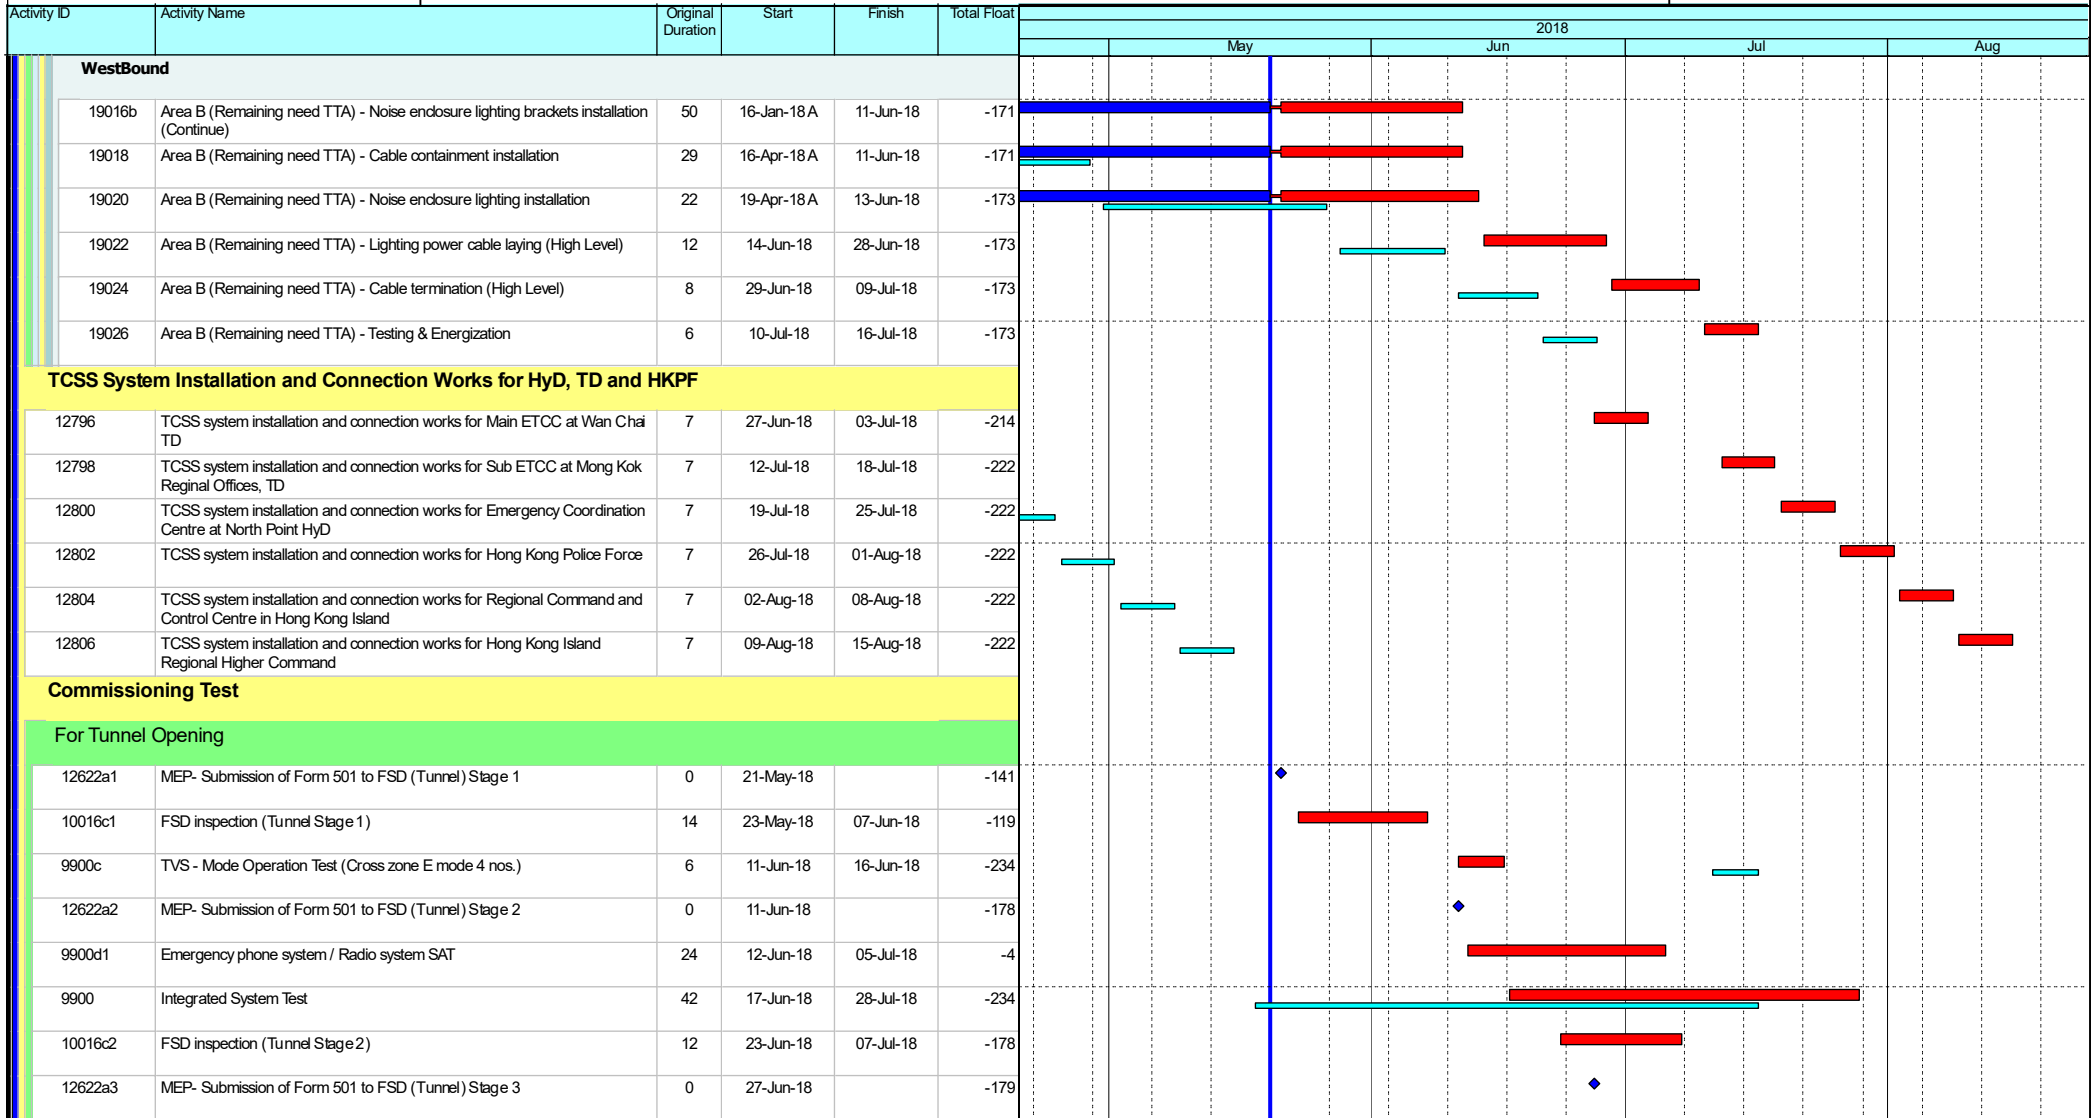 Activity ID Activity Name Original Duration Start Finish Total Float
2018
May Jun Jul Aug
WestBound
19016b Area B (Remaining need TTA) - Noise enclosure lighting brackets installation 50 16-Jan-18 A 11-Jun-18 -171
(Continue)
19018 Area B (Remaining need TTA) - Cable containment installation 29 16-Apr-18 A 11-Jun-18 -171
19020 Area B (Remaining need TTA) - Noise enclosure lighting installation 22 19-Apr-18 A 13-Jun-18 -173
19022 Area B (Remaining need TTA) - Lighting power cable laying (High Level) 12 14-Jun-18 28-Jun-18 -173
19024 Area B (Remaining need TTA) - Cable termination (High Level) 8 29-Jun-18 09-Jul-18 -173
19026 Area B (Remaining need TTA) - Testing & Energization 6 10-Jul-18 16-Jul-18 -173
TCSS System Installation and Connection Works for HyD, TD and HKPF
12796 TCSS system installation and connection works for Main ETCC at Wan Chai 7 27-Jun-18 03-Jul-18 -214
TD
12798 TCSS system installation and connection works for Sub ETCC at Mong Kok 7 12-Jul-18 18-Jul-18 -222
Reginal Offices, TD
12800 TCSS system installation and connection works for Emergency Coordination 7 19-Jul-18 25-Jul-18 -222
Centre at North Point HyD
12802 TCSS system installation and connection works for Hong Kong Police Force 7 26-Jul-18 01-Aug-18 -222
12804 TCSS system installation and connection works for Regional Command and 7 02-Aug-18 08-Aug-18 -222
Control Centre in Hong Kong Island
12806 TCSS system installation and connection works for Hong Kong Island 7 09-Aug-18 15-Aug-18 -222
Regional Higher Command
Commissioning Test
For Tunnel Opening
12622a1 MEP- Submission of Form 501 to FSD (Tunnel) Stage 1 0 21-May-18 -141
10016c1 FSD inspection (Tunnel Stage 1) 14 23-May-18 07-Jun-18 -119
9900c TVS - Mode Operation Test (Cross zone E mode 4 nos.) 6 11-Jun-18 16-Jun-18 -234
12622a2 MEP- Submission of Form 501 to FSD (Tunnel) Stage 2 0 11-Jun-18 -178
9900d1 Emergency phone system / Radio system SAT 24 12-Jun-18 05-Jul-18 -4
9900 Integrated System Test 42 17-Jun-18 28-Jul-18 -234
10016c2 FSD inspection (Tunnel Stage 2) 12 23-Jun-18 07-Jul-18 -178
12622a3 MEP- Submission of Form 501 to FSD (Tunnel) Stage 3 0 27-Jun-18 -179